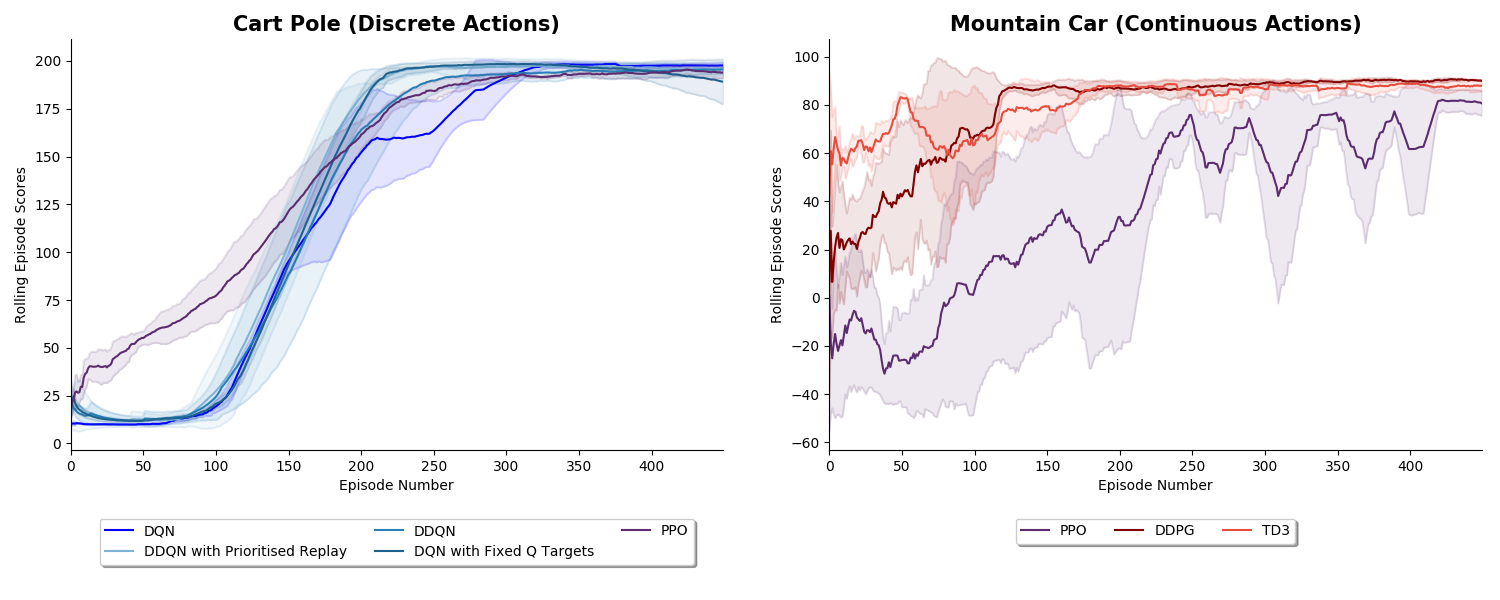 Cart Pole (Discrete Actions)
200
175
150
125
100
75
50
25
0
Rolling Episode Scores
0 50 100 150 200 250 300 350 400
Episode Number
DQN
DDQN with Prioritised Replay
DDQN
DQN with Fixed Q Targets
PPO
Mountain Car (Continuous Actions)
100
80
60
40
20
0
−20
−40
−60
Rolling Episode Scores
0 50 100 150 200 250 300 350 400
Episode Number
PPO DDPG TD3